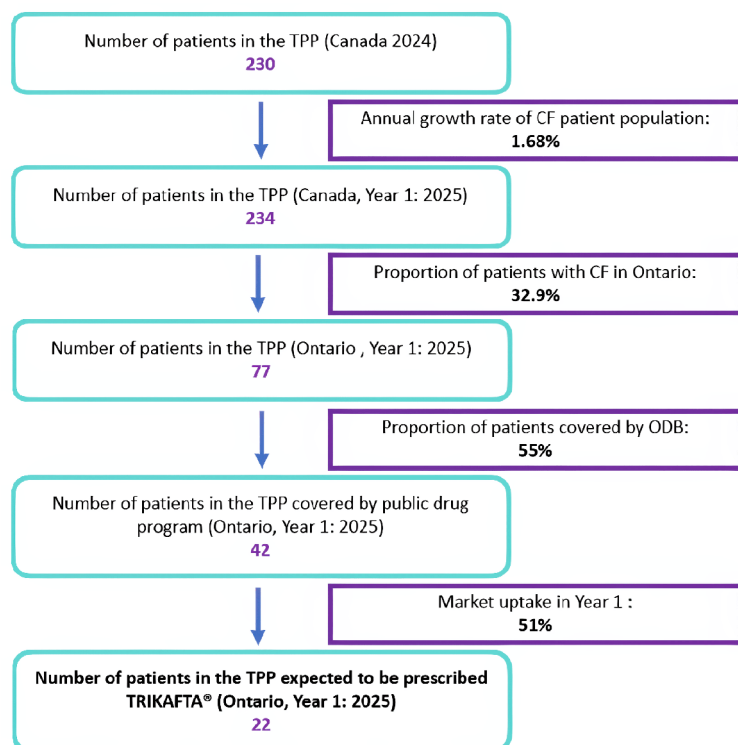 Number of patients in the TPP (Canada 2024)
230
Annual growth rate of CF patient population:
1.68%
Number of patients in the TPP (Canada, Year 1: 2025)
234
Proportion of patients with CF in Ontario:
32.9%
Number of patients in the TPP (Ontario , Year 1: 2025)
77
Proportion of patients covered by ODB:
55%
Number of patients in the TPP covered by public drug
program (Ontario, Year 1: 2025)
42
Market uptake in Year 1 :
51%
Number of patients in the TPP expected to be prescribed
TRIKAFTA® (Ontario, Year 1: 2025)
22